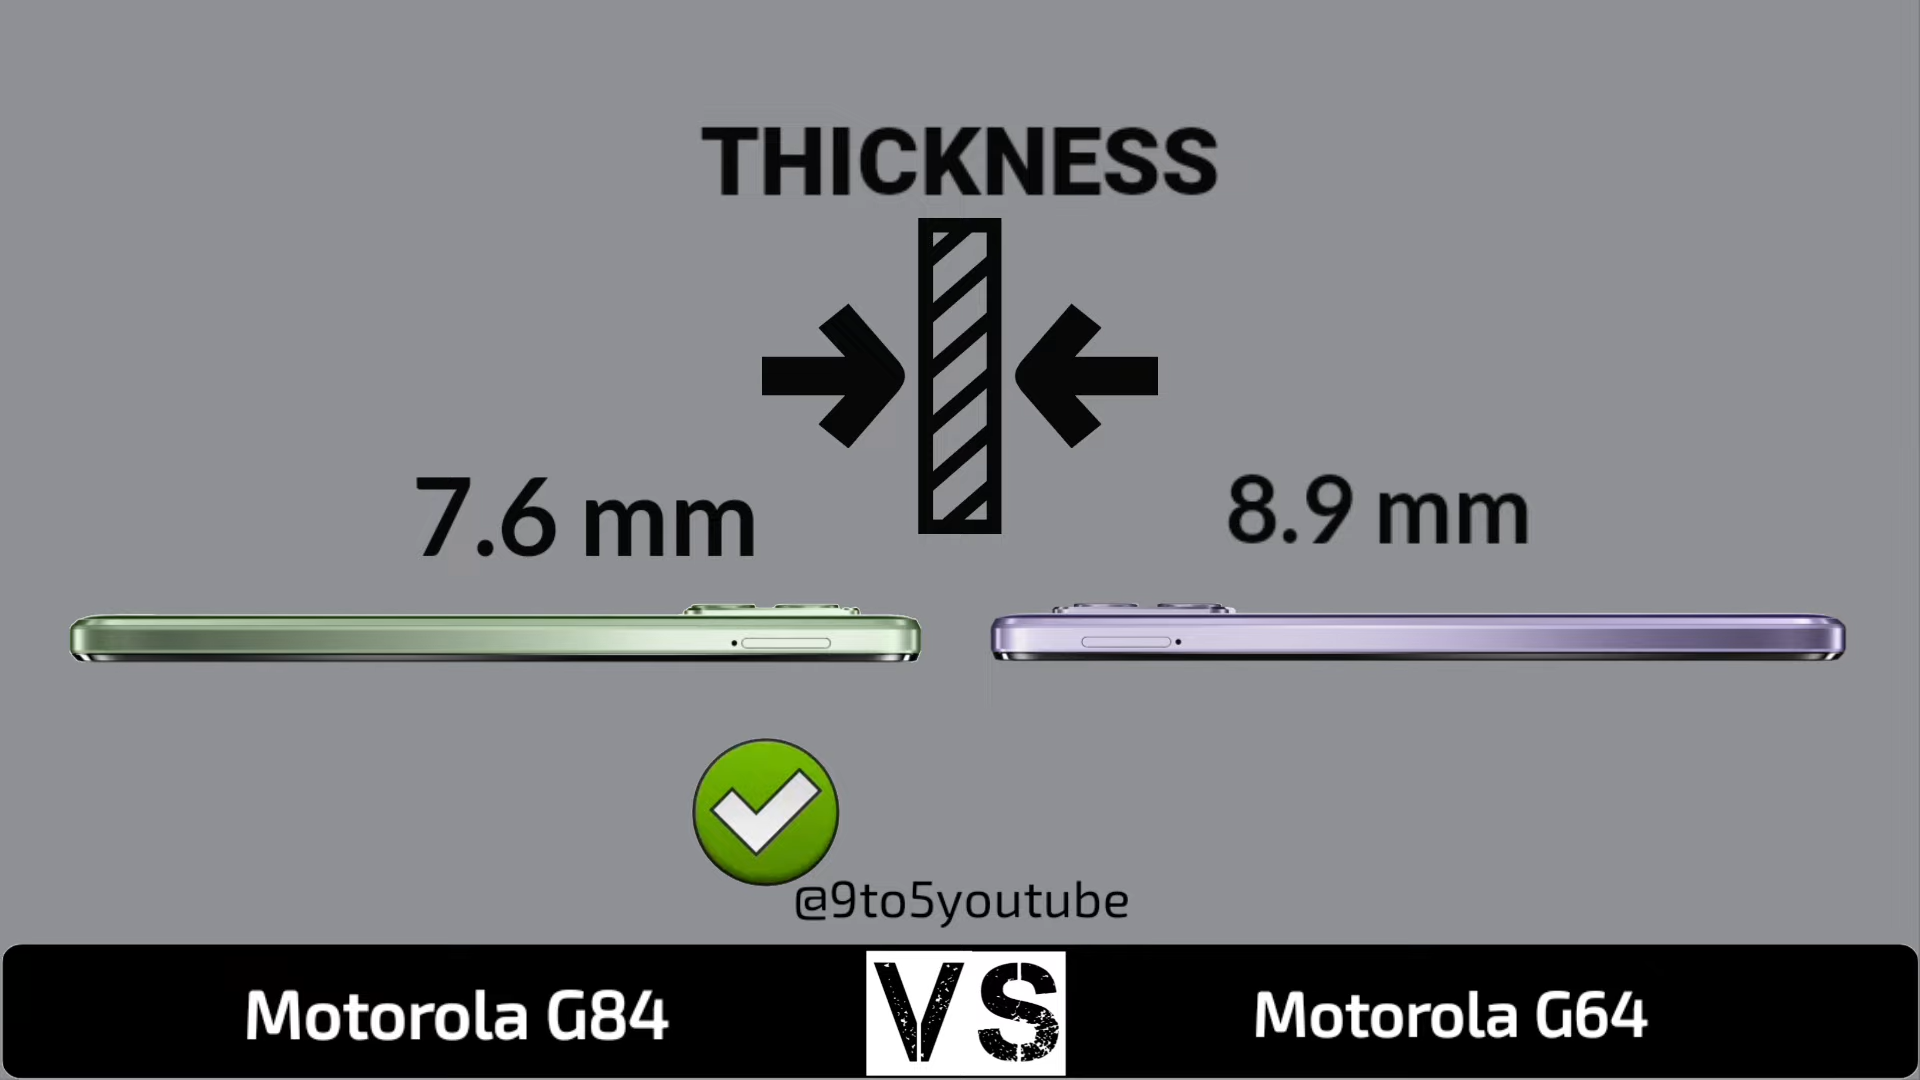 THICKNESS
7.6 mm
8.9 mm
@9to5youtube
Motorola G84
VS
Motorola G64